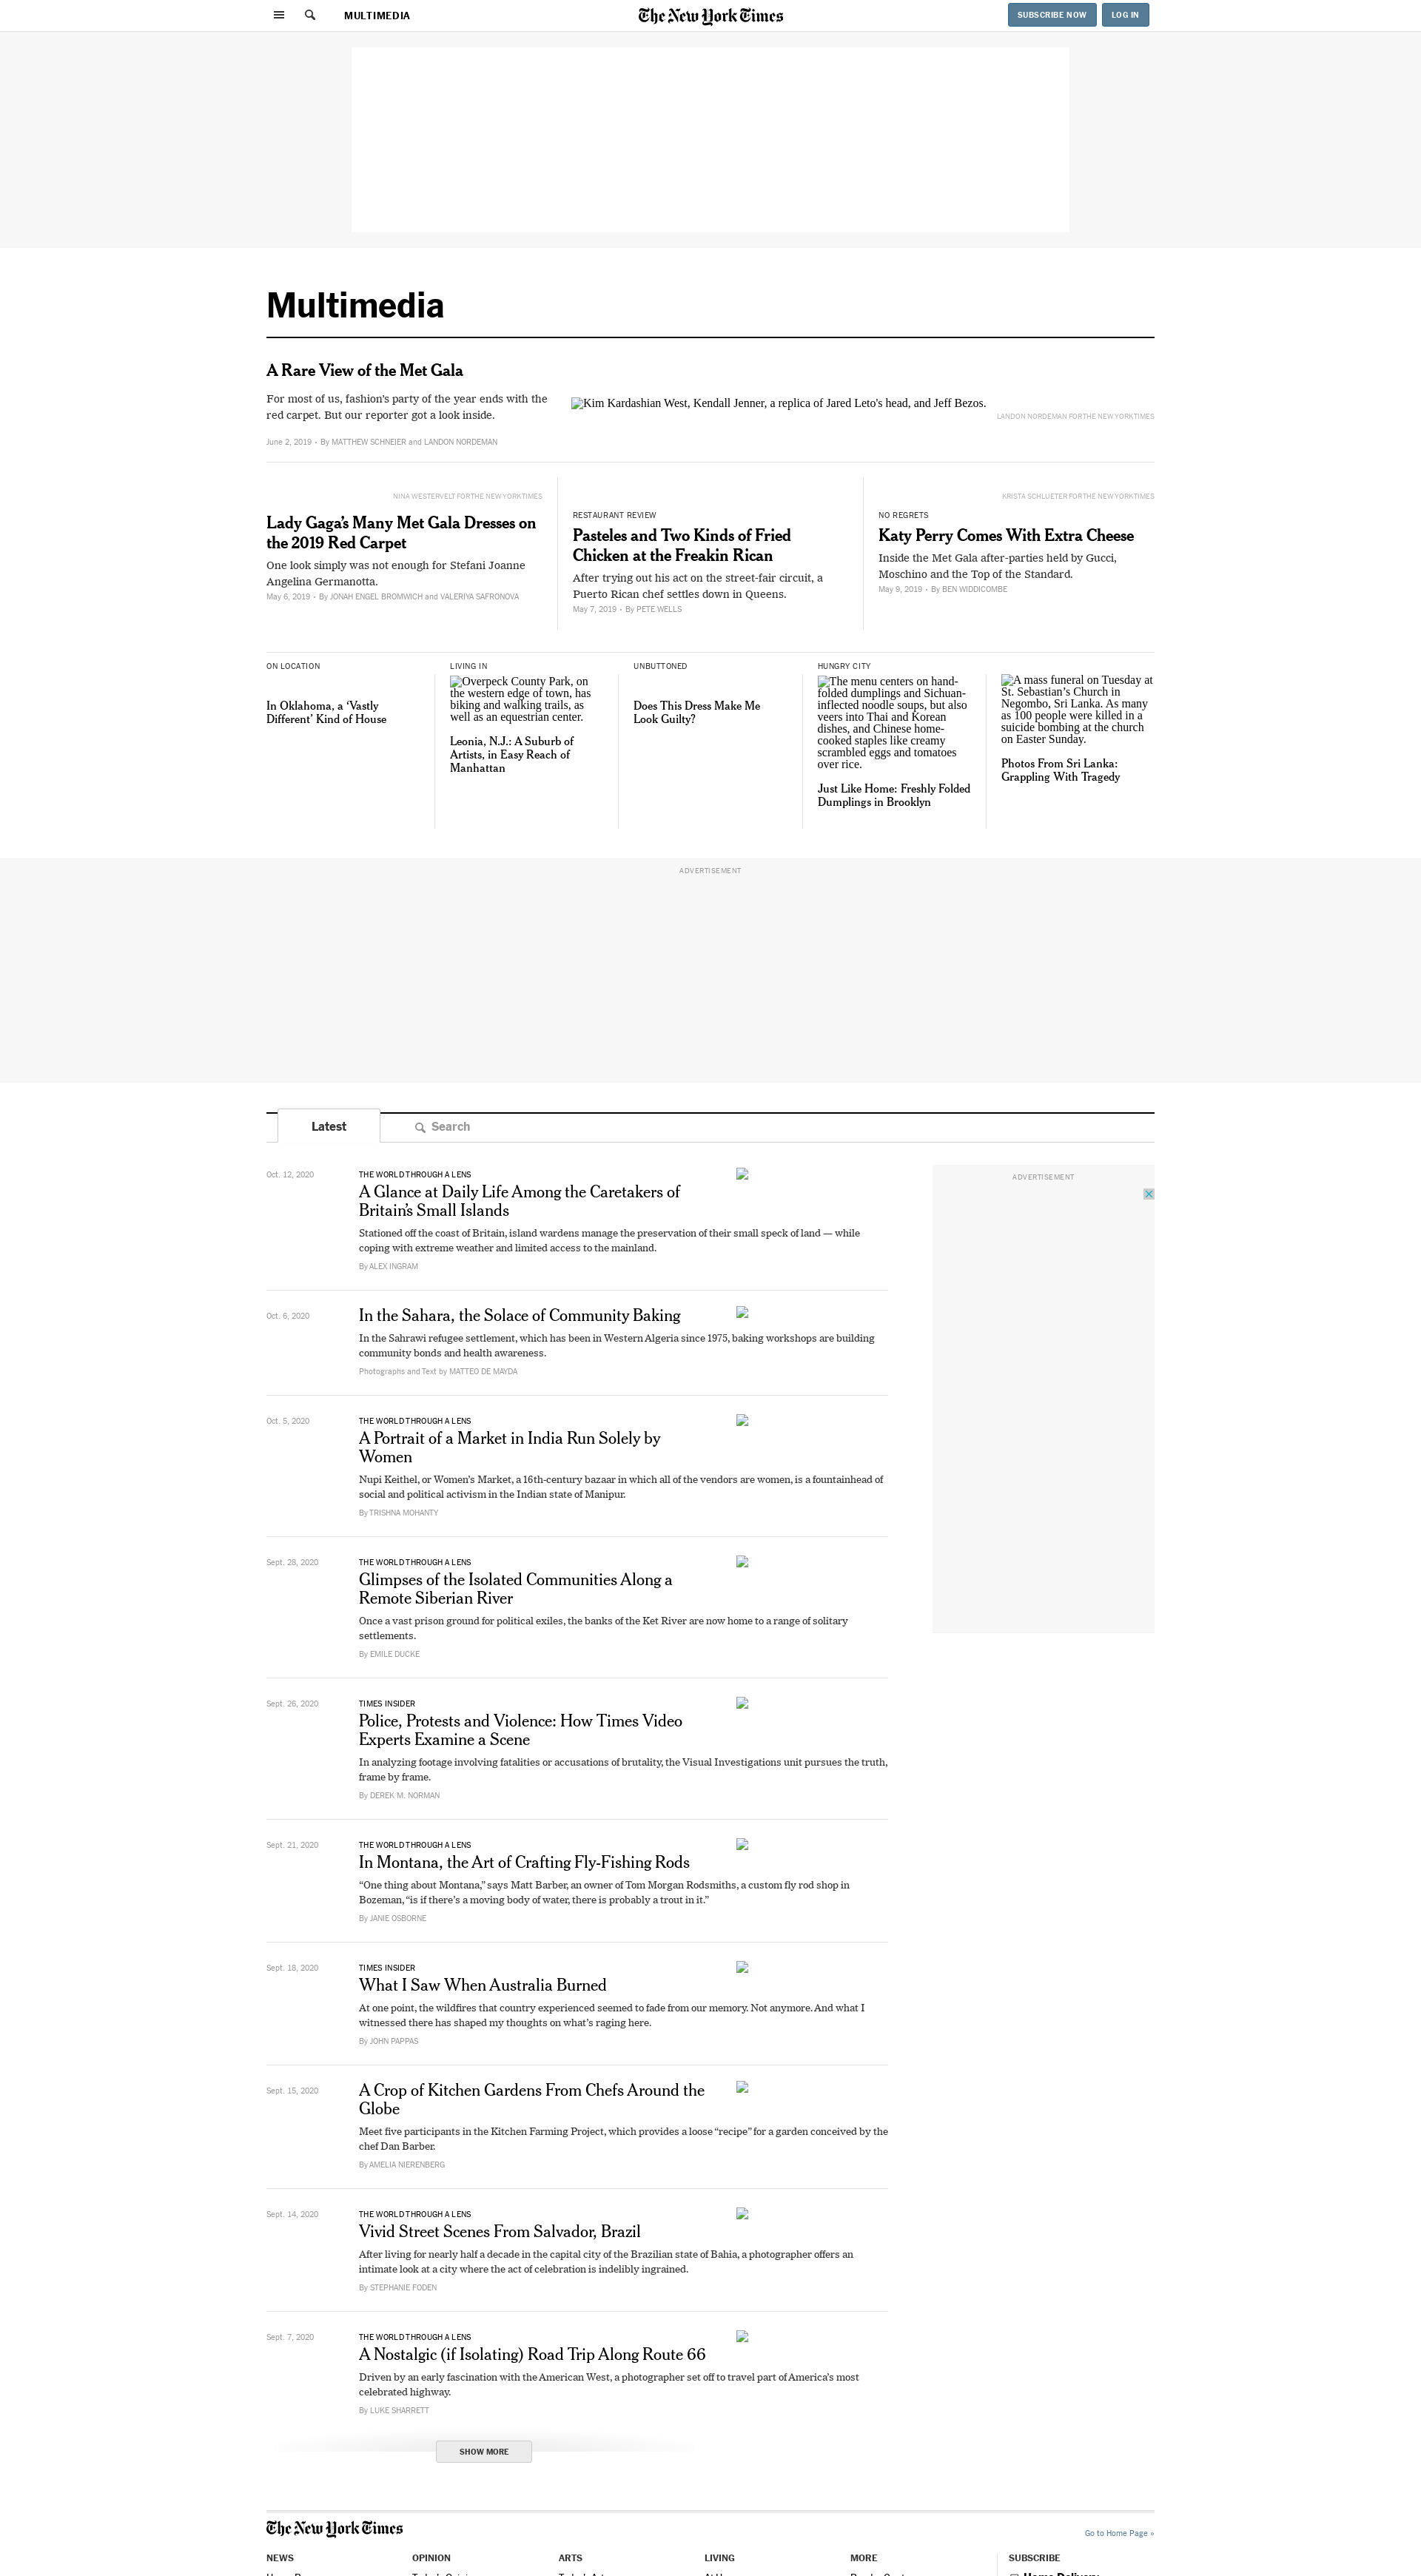 MULTIMEDIA
The New York Times
SUBSCRIBE NOW
LOG IN
Multimedia
A Rare View of the Met Gala
For most of us, fashion's party of the year ends with the
red carpet. But our reporter got a look inside.
June 2, 2019 - By MATTHEW SCHNEIER and LANDON NORDEMAN
Kim Kardashian West, Kendall Jenner, a replica of Jared Leto's head, and Jeff Bezos.
LANDON NORDEMAN FOR THE NEW YORK TIMES
NINA WESTERVELT FOR THE NEW YORK TIMES
Lady Gaga’s Many Met Gala Dresses on
the 2019 Red Carpet
One look simply was not enough for Stefani Joanne
Angelina Germanotta.
May 6, 2019 - By JONAH ENGEL BROMWICH and VALERIYA SAFRONOVA
RESTAURANT REVIEW
Pasteles and Two Kinds of Fried
Chicken at the Freakin Rican
After trying out his act on the street-fair circuit, a
Puerto Rican chef settles down in Queens.
May 7, 2019 - By PETE WELLS
KRISTA SCHLUETER FOR THE NEW YORK TIMES
NO REGRETS
Katy Perry Comes With Extra Cheese
Inside the Met Gala after-parties held by Gucci,
Moschino and the Top of the Standard.
May 9, 2019 - By BEN WIDDICOMBE
ON LOCATION
In Oklahoma, a ‘Vastly
Different’ Kind of House
LIVING IN
Overpeck County Park, on
the western edge of town, has
biking and walking trails, as
well as an equestrian center.
Leonia, N.J.: A Suburb of
Artists, in Easy Reach of
Manhattan
UNBUTTONED
Does This Dress Make Me
Look Guilty?
HUNGRY CITY
The menu centers on hand-
folded dumplings and Sichuan-
inflected noodle soups, but also
veers into Thai and Korean
dishes, and Chinese home-
cooked staples like creamy
scrambled eggs and tomatoes
over rice.
Just Like Home: Freshly Folded
Dumplings in Brooklyn
A mass funeral on Tuesday at
St. Sebastian’s Church in
Negombo, Sri Lanka. As many
as 100 people were killed in a
suicide bombing at the church
on Easter Sunday.
Photos From Sri Lanka:
Grappling With Tragedy
ADVERTISEMENT
Latest
Search
ADVERTISEMENT
Oct. 12, 2020
THE WORLD THROUGH A LENS
A Glance at Daily Life Among the Caretakers of
Britain’s Small Islands
Stationed off the coast of Britain, island wardens manage the preservation of their small speck of land — while
coping with extreme weather and limited access to the mainland.
By ALEX INGRAM
Oct. 6, 2020
In the Sahara, the Solace of Community Baking
In the Sahrawi refugee settlement, which has been in Western Algeria since 1975, baking workshops are building
community bonds and health awareness.
Photographs and Text by MATTEO DE MAYDA
Oct. 5, 2020
THE WORLD THROUGH A LENS
A Portrait of a Market in India Run Solely by
Women
Nupi Keithel, or Women’s Market, a 16th-century bazaar in which all of the vendors are women, is a fountainhead of
social and political activism in the Indian state of Manipur.
By TRISHNA MOHANTY
Sept. 28, 2020
THE WORLD THROUGH A LENS
Glimpses of the Isolated Communities Along a
Remote Siberian River
Once a vast prison ground for political exiles, the banks of the Ket River are now home to a range of solitary
settlements.
By EMILE DUCKE
Sept. 26, 2020
TIMES INSIDER
Police, Protests and Violence: How Times Video
Experts Examine a Scene
In analyzing footage involving fatalities or accusations of brutality, the Visual Investigations unit pursues the truth,
frame by frame.
By DEREK M. NORMAN
Sept. 21, 2020
THE WORLD THROUGH A LENS
In Montana, the Art of Crafting Fly-Fishing Rods
“One thing about Montana,” says Matt Barber, an owner of Tom Morgan Rodsmiths, a custom fly rod shop in
Bozeman, “is if there’s a moving body of water, there is probably a trout in it.”
By JANIE OSBORNE
Sept. 18, 2020
TIMES INSIDER
What I Saw When Australia Burned
At one point, the wildfires that country experienced seemed to fade from our memory. Not anymore. And what I
witnessed there has shaped my thoughts on what’s raging here.
By JOHN PAPPAS
Sept. 15, 2020
A Crop of Kitchen Gardens From Chefs Around the
Globe
Meet five participants in the Kitchen Farming Project, which provides a loose “recipe” for a garden conceived by the
chef Dan Barber.
By AMELIA NIERENBERG
Sept. 14, 2020
THE WORLD THROUGH A LENS
Vivid Street Scenes From Salvador, Brazil
After living for nearly half a decade in the capital city of the Brazilian state of Bahia, a photographer offers an
intimate look at a city where the act of celebration is indelibly ingrained.
By STEPHANIE FODEN
Sept. 7, 2020
THE WORLD THROUGH A LENS
A Nostalgic (if Isolating) Road Trip Along Route 66
Driven by an early fascination with the American West, a photographer set off to travel part of America’s most
celebrated highway.
By LUKE SHARRETT
SHOW MORE
The New York Times
Go to Home Page »
NEWS
OPINION
ARTS
LIVING
MORE
SUBSCRIBE